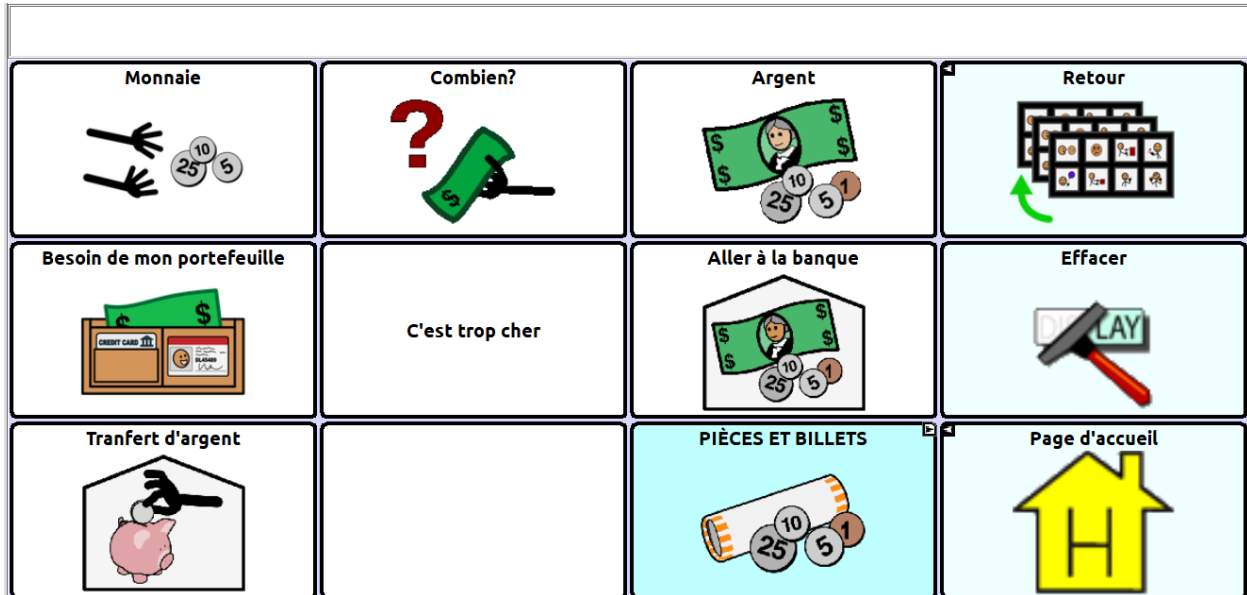 Monnaie
Combien?
Argent
Retour
10
25
5
?
$
$
$
$
$
10
25
5
1
Besoin de mon portefeuille
C'est trop cher
Aller à la banque
Effacer
$
CREDIT CARD
$
$
$
$
10
25
5
1
DISPLAY
Tranfert d'argent
PIÈCES ET BILLETS
Page d'accueil
10
25
5
1
H